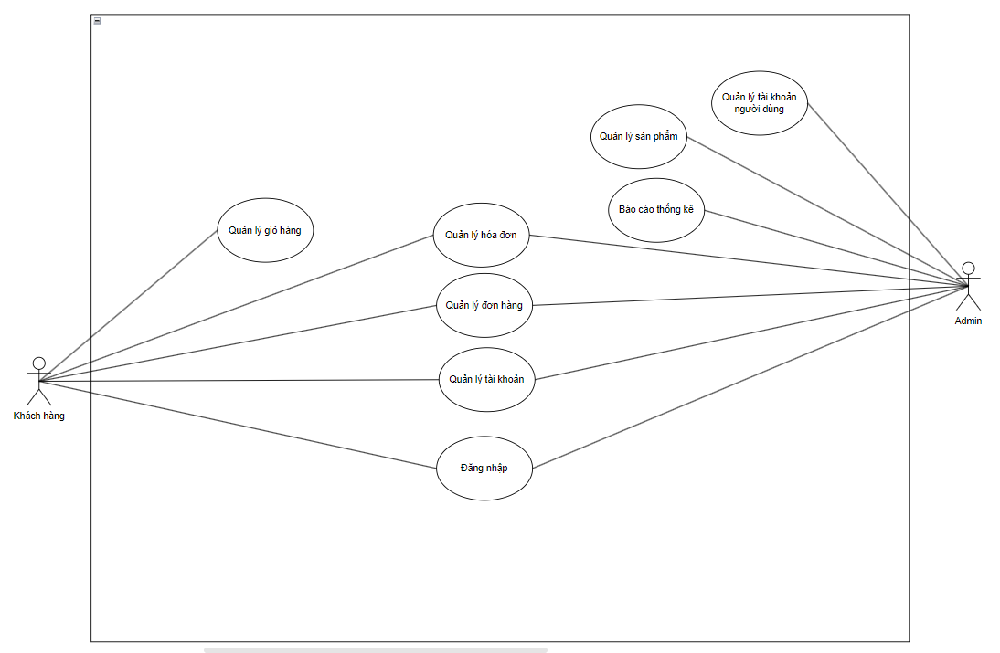 Quản lý tài khoản
người dùng
Quản lý sản phẩm
Báo cáo thống kê
Quản lý giỏ hàng
Quản lý hóa đơn
Quản lý đơn hàng
Admin
Quản lý tài khoản
Khách hàng
Đăng nhập